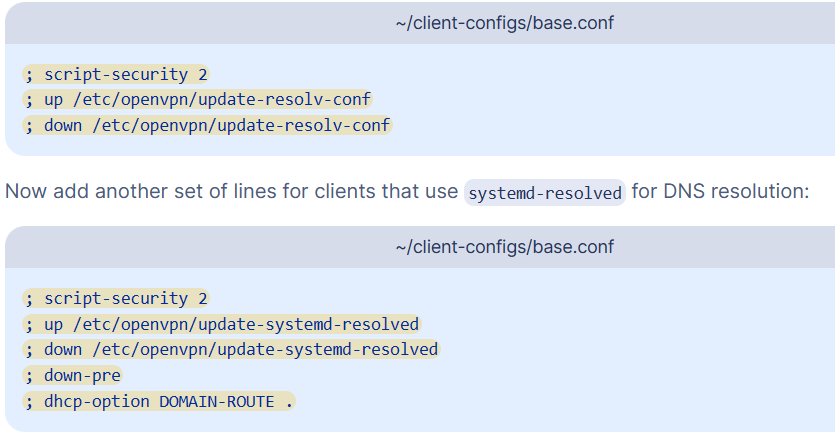 ~/client-configs/base.conf
; script-security 2
; up /etc/openvpn/update-resolv-conf
; down /etc/openvpn/update-resolv-conf
Now add another set of lines for clients that use systemd-resolved for DNS resolution:
~/client-configs/base.conf
; script-security 2
; up /etc/openvpn/update-systemd-resolved
; down /etc/openvpn/update-systemd-resolved
; down-pre
; dhcp-option DOMAIN-ROUTE .